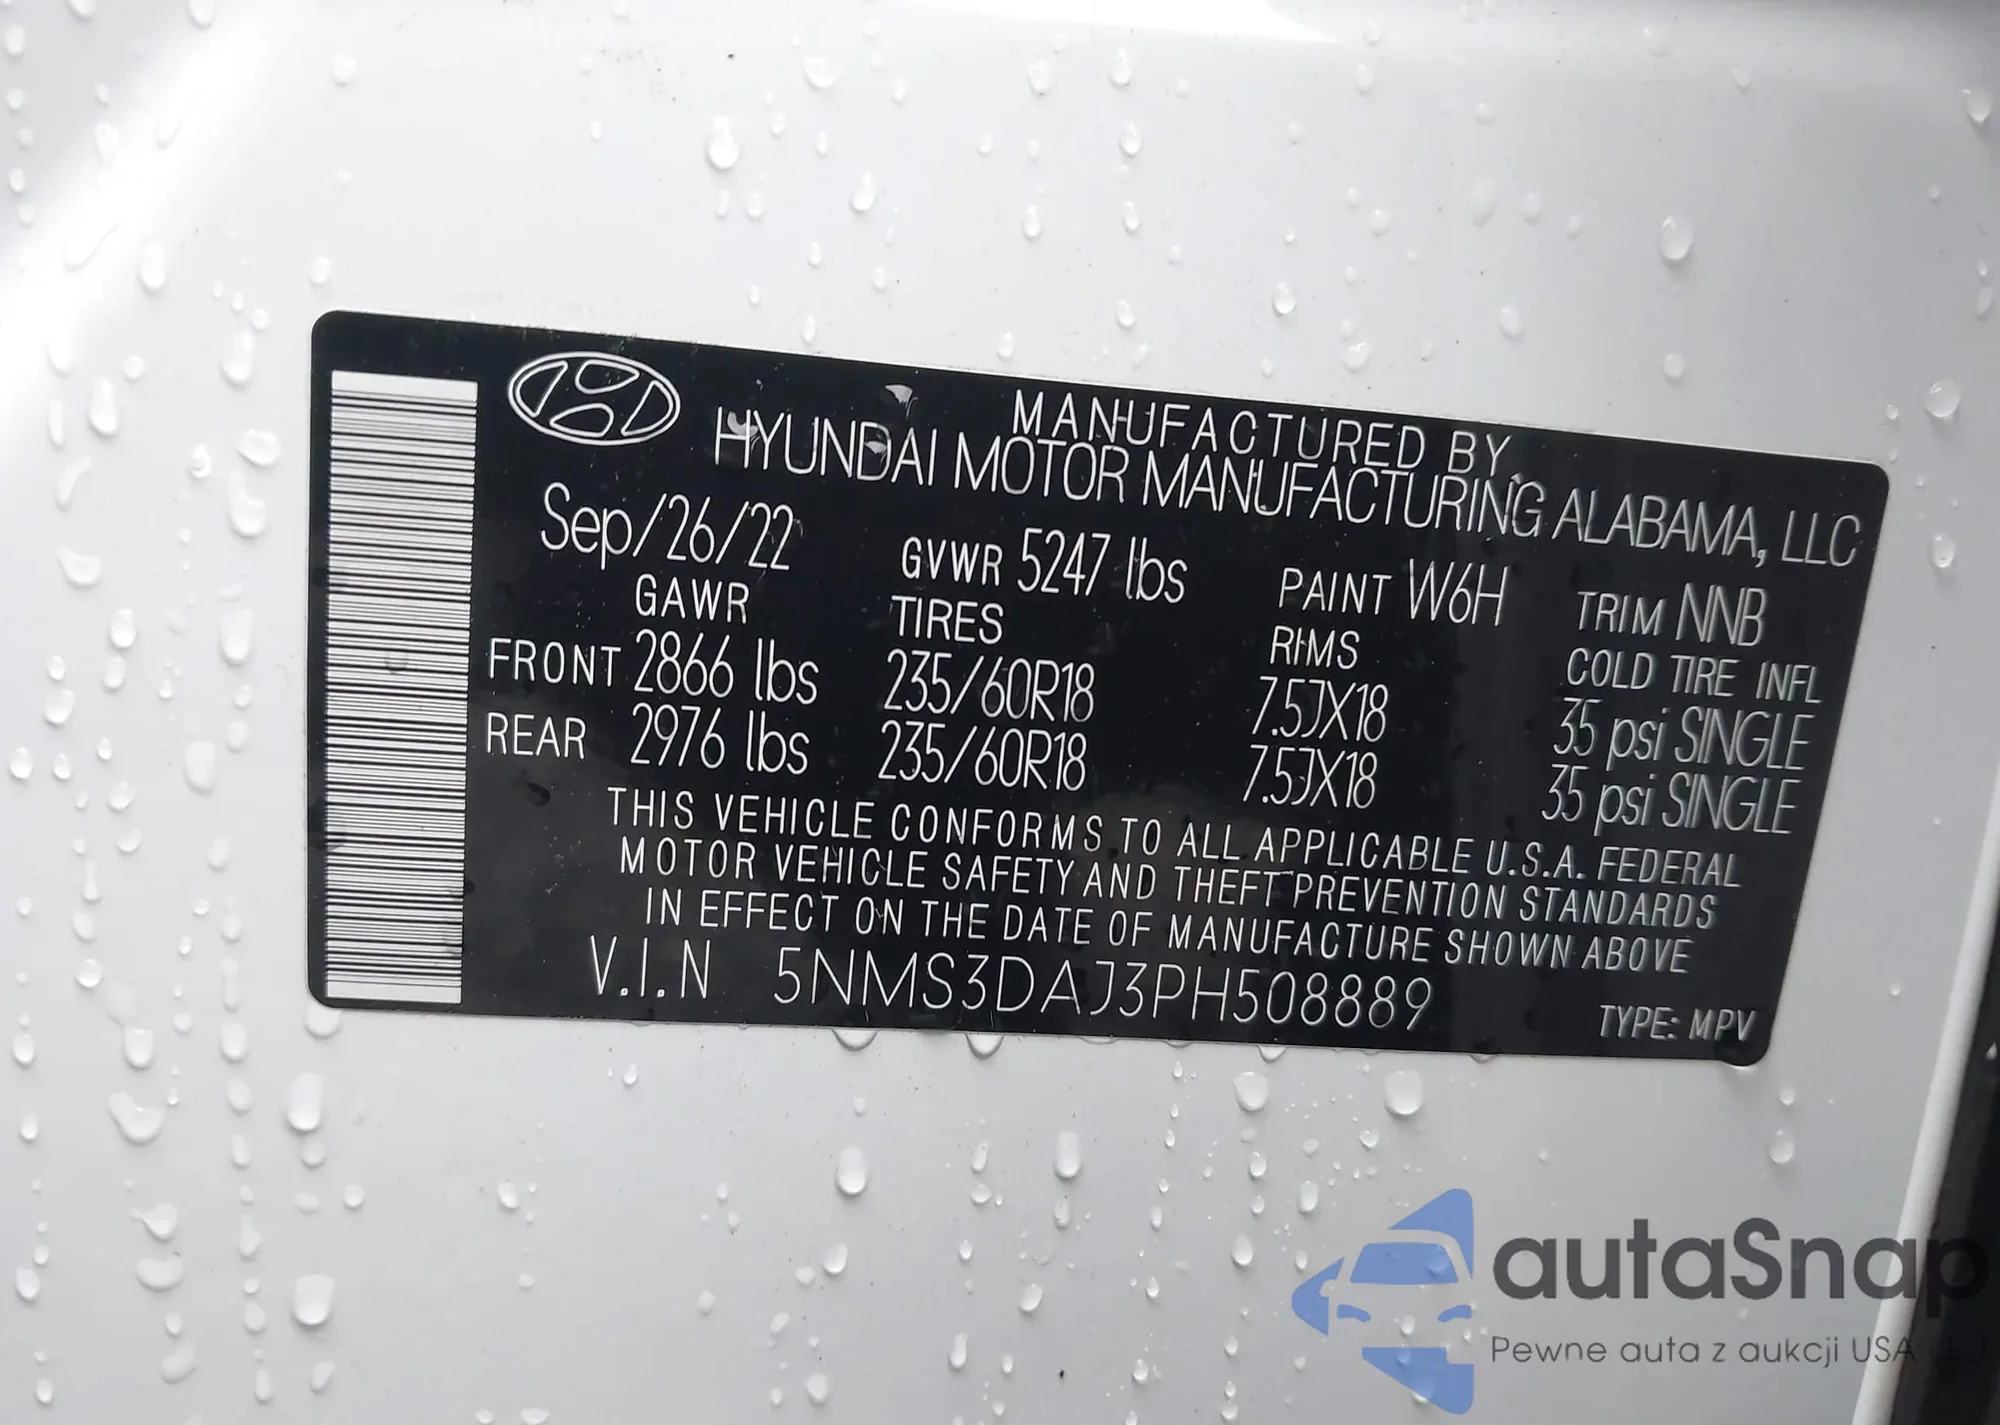 MANUFACTURED BY
HYUNDAI MOTOR MANUFACTURING ALABAMA, LLC
Sep/26/22 GVWR 5247 lbs PAINT W6H TRIM NNB
GAWR TIRES RIMS COLD TIRE INFL
FRONT 2866 lbs 235/60R18 7.5JX18 35 psi SINGLE
REAR 2976 lbs 235/60R18 7.5JX18 35 psi SINGLE
THIS VEHICLE CONFORMS TO ALL APPLICABLE U.S.A. FEDERAL
MOTOR VEHICLE SAFETY AND THEFT PREVENTION STANDARDS
IN EFFECT ON THE DATE OF MANUFACTURE SHOWN ABOVE
V.I.N 5NMS3DAJ3PH508889
TYPE: MPV
autaSnap
Pewne auta z aukcji USA i EJ